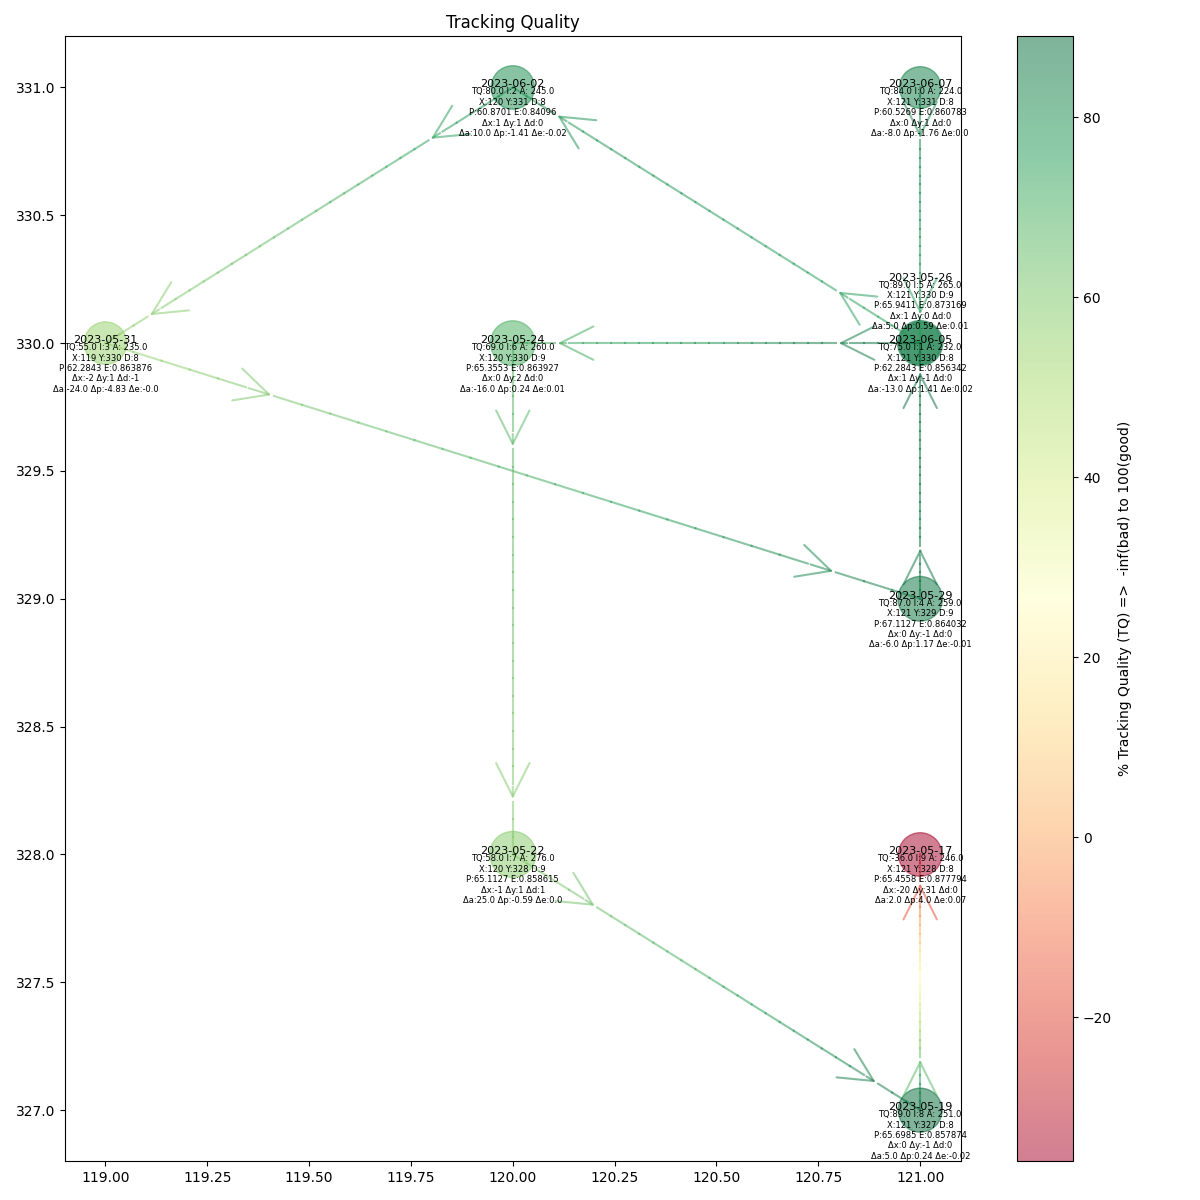 Tracking Quality
331.0
330.5
330.0
329.5
329.0
328.5
328.0
327.5
327.0
2023-06-02
TQ:80.0 I:2 A: 245.0
X:120 Y:331 D:8
P:60.8701 E:0.84096
Δx:1 Δy:1 Δd:0
Δa:10.0 Δp:-1.41 Δe:-0.02
2023-06-07
TQ:84.0 I:0 A: 224.0
X:121 Y:331 D:8
P:60.5269 E:0.860783
Δx:0 Δy:1 Δd:0
Δa:-8.0 Δp:-1.76 Δe:0.0
2023-05-26
TQ:89.0 I:5 A: 265.0
X:121 Y:330 D:9
P:65.9411 E:0.873169
Δx:1 Δy:0 Δd:0
Δa:5.0 Δp:0.59 Δe:0.01
2023-05-31
TQ:55.0 I:3 A: 235.0
X:119 Y:330 D:8
P:62.2843 E:0.863876
Δx:-2 Δy:1 Δd:-1
Δa:-24.0 Δp:-4.83 Δe:-0.0
2023-05-24
TQ:69.0 I:6 A: 260.0
X:120 Y:330 D:9
P:65.3553 E:0.863927
Δx:0 Δy:2 Δd:0
Δa:-16.0 Δp:0.24 Δe:0.01
2023-06-05
TQ:75.0 I:1 A: 232.0
X:121 Y:330 D:8
P:62.2843 E:0.856342
Δx:1 Δy:-1 Δd:0
Δa:-13.0 Δp:1.41 Δe:0.02
2023-05-29
TQ:87.0 I:4 A: 259.0
X:121 Y:329 D:9
P:67.1127 E:0.864032
Δx:0 Δy:-1 Δd:0
Δa:-6.0 Δp:1.17 Δe:-0.01
2023-05-22
TQ:58.0 I:7 A: 276.0
X:120 Y:328 D:9
P:65.1127 E:0.858615
Δx:-1 Δy:1 Δd:1
Δa:25.0 Δp:-0.59 Δe:0.0
2023-05-17
TQ:-36.0 I:9 A: 246.0
X:121 Y:328 D:8
P:65.4558 E:0.877794
Δx:-20 Δy:31 Δd:0
Δa:2.0 Δp:4.0 Δe:0.07
2023-05-19
TQ:89.0 I:8 A: 251.0
X:121 Y:327 D:8
P:65.6985 E:0.857874
Δx:0 Δy:-1 Δd:0
Δa:5.0 Δp:0.24 Δe:-0.02
119.00 119.25 119.50 119.75 120.00 120.25 120.50 120.75 121.00
80
60
40
20
0
−20
% Tracking Quality (TQ) => -inf(bad) to 100(good)